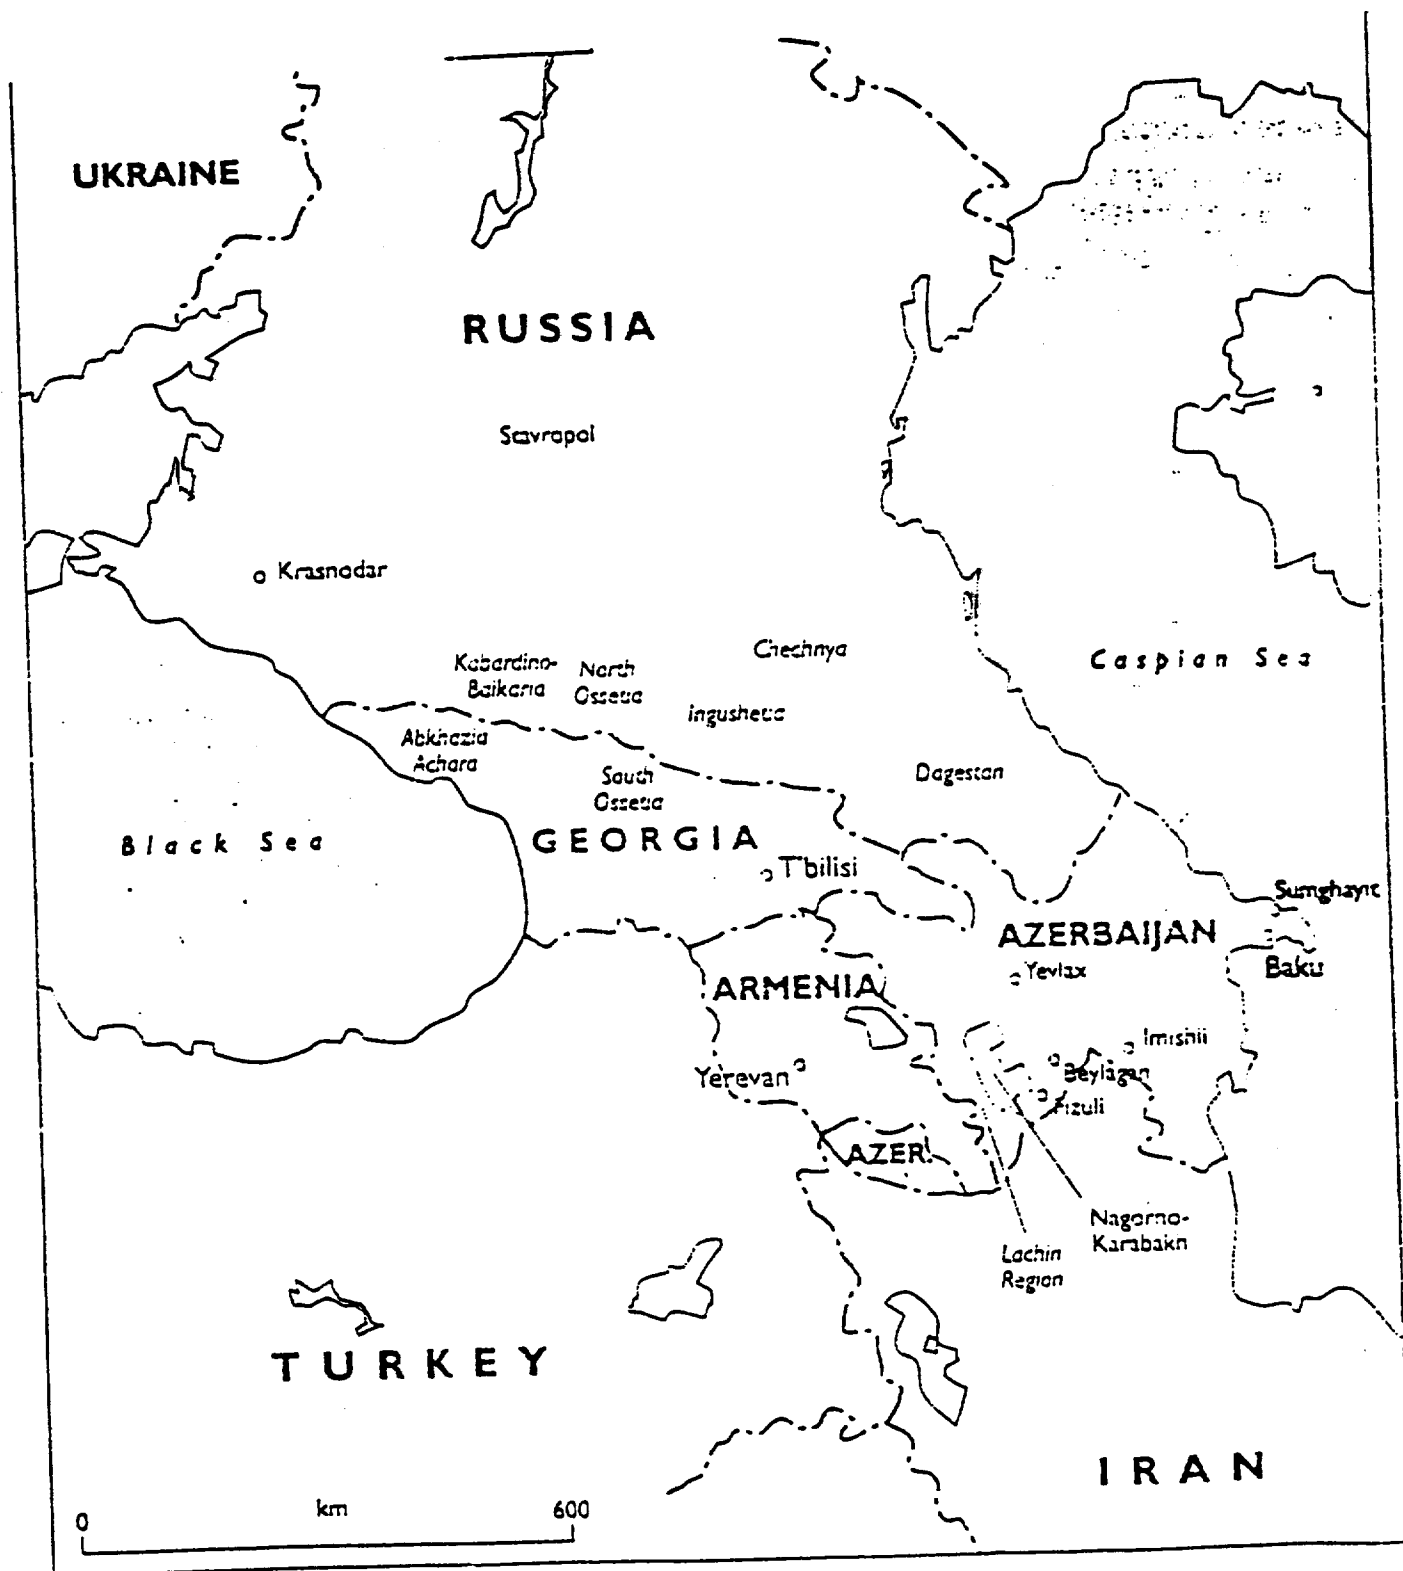 UKRAINE
RUSSIA
Stavropol
Krasnodar
Chechnya
Caspian Sea
Kabardino-
Balkaria
North
Ossetia
Ingushetia
Abkhazia
Achara
South
Ossetia
Dagestan
Black Sea
GEORGIA
T'bilisi
Sumghayit
AZERBAIJAN
Baku
Yevlax
ARMENIA
Imishli
Beylagan
Yerevan
Fizuli
AZER.
Nagorno-
Karabakh
Lachin
Region
TURKEY
IRAN
km
0 600